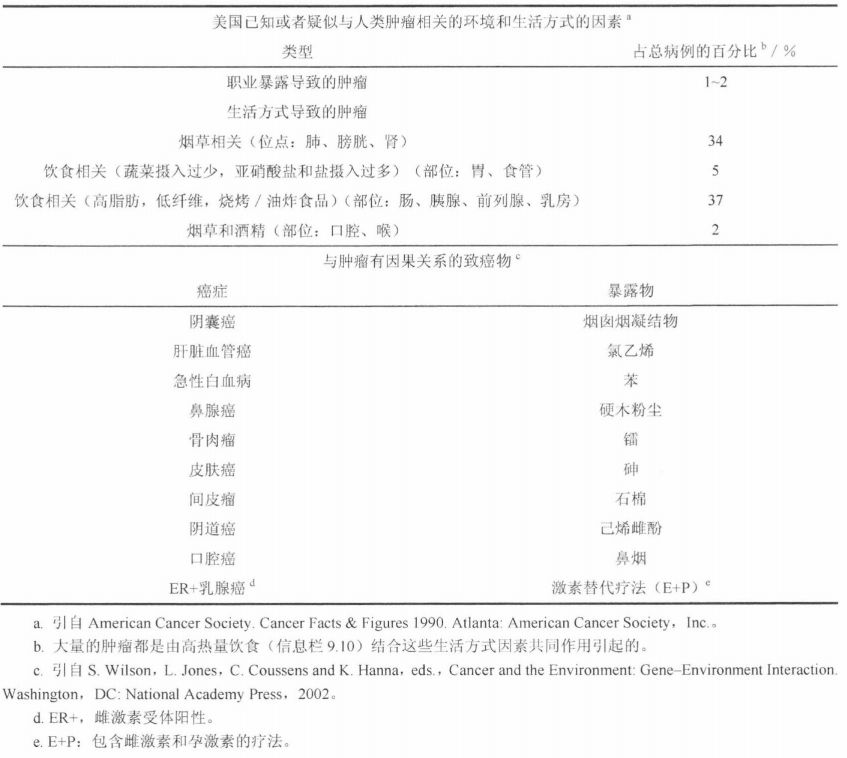 美国已知或者疑似与人类肿瘤相关的环境和生活方式的因素 a
类型 占总病例的百分比 b / %
职业暴露导致的肿瘤 1~2
生活方式导致的肿瘤
烟草相关（位点：肺、膀胱、肾） 34
饮食相关（蔬菜摄入过少，亚硝酸盐和盐摄入过多）（部位：胃、食管） 5
饮食相关（高脂肪，低纤维，烧烤/油炸食品）（部位：肠、胰腺、前列腺、乳房） 37
烟草和酒精（部位：口腔、喉） 2
与肿瘤有因果关系的致癌物 c
癌症 暴露物
阴囊癌 烟囱烟凝结物
肝脏血管癌 氯乙烯
急性白血病 苯
鼻腺癌 硬木粉尘
骨肉瘤 镭
皮肤癌 砷
间皮瘤 石棉
阴道癌 己烯雌酚
口腔癌 鼻烟
ER+乳腺癌 d 激素替代疗法（E+P）e
a. 引自 American Cancer Society. Cancer Facts & Figures 1990. Atlanta: American Cancer Society，Inc.。
b. 大量的肿瘤都是由高热量饮食（信息栏 9.10）结合这些生活方式因素共同作用引起的。
c. 引自 S. Wilson，L. Jones，C. Coussens and K. Hanna，eds.，Cancer and the Environment: Gene–Environment Interaction.
Washington，DC: National Academy Press，2002。
d. ER+，雌激素受体阳性。
e. E+P：包含雌激素和孕激素的疗法。